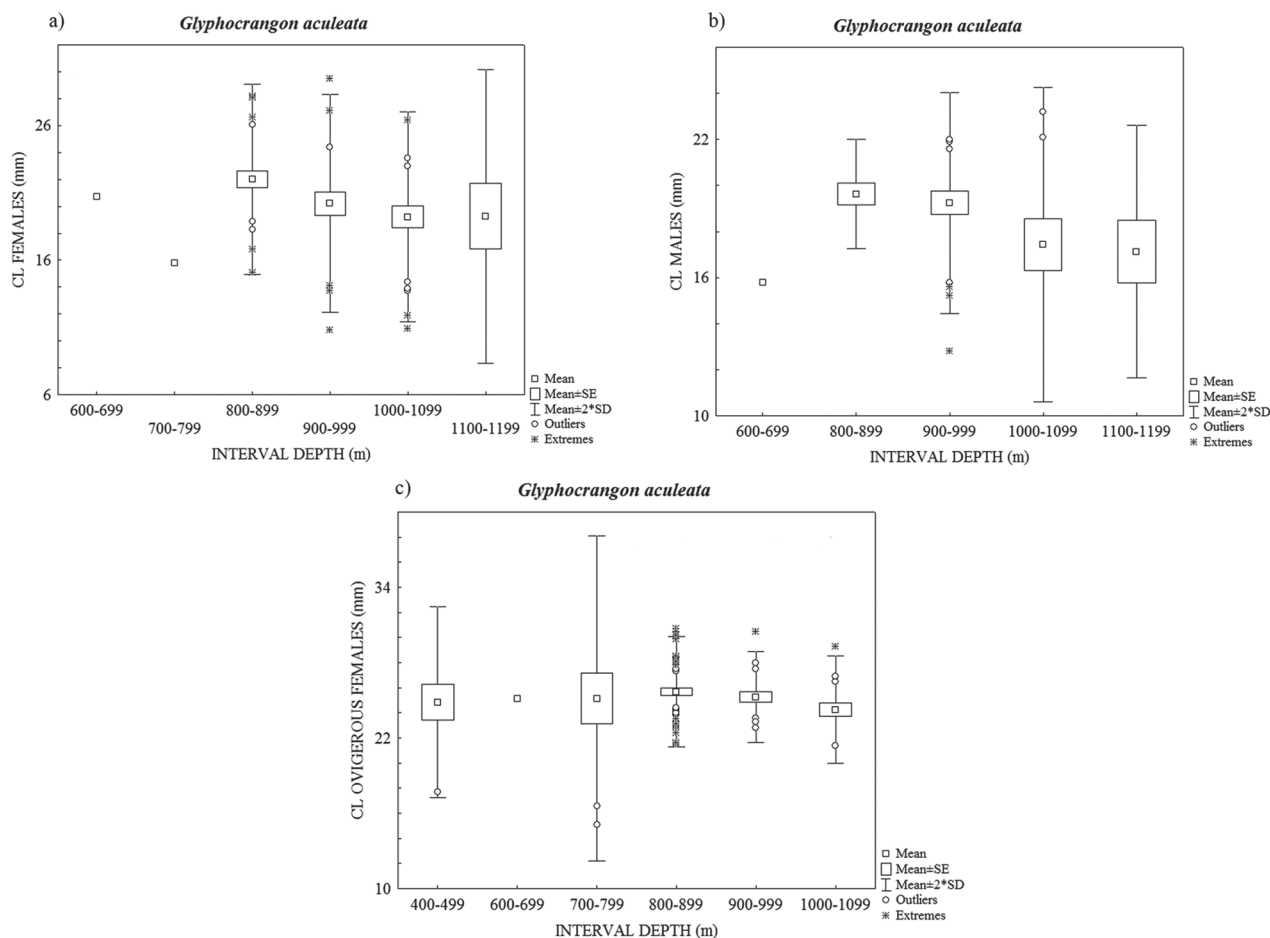 a)
Glyphocrangon aculeata
CL FEMALES (mm)
26
16
6
600-699
800-899
1000-1099
700-799
900-999
1100-1199
INTERVAL DEPTH (m)
Mean
Mean±SE
Mean±2*SD
Outliers
Extremes
b)
Glyphocrangon aculeata
CL MALES (mm)
22
16
10
600-699
800-899
900-999
1000-1099
1100-1199
INTERVAL DEPTH (m)
Mean
Mean±SE
Mean±2*SD
Outliers
Extremes
c)
Glyphocrangon aculeata
CL OVIGEROUS FEMALES (mm)
34
22
10
400-499
600-699
700-799
800-899
900-999
1000-1099
INTERVAL DEPTH (m)
Mean
Mean±SE
Mean±2*SD
Outliers
Extremes